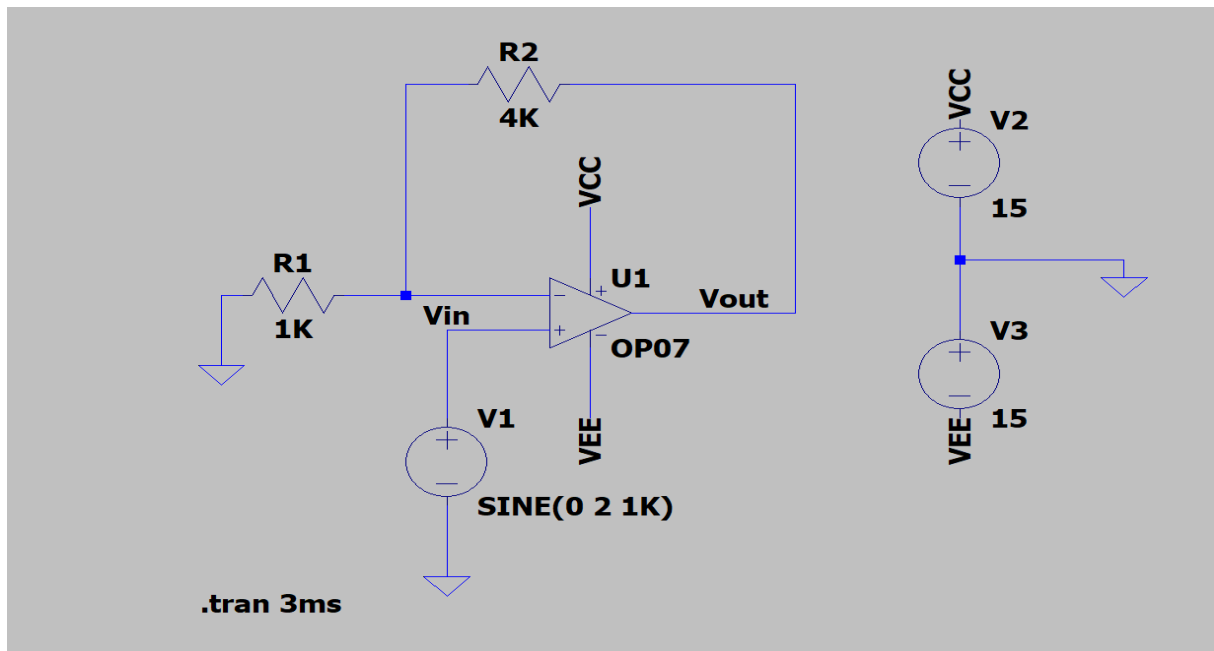 R2
4K
VCC
R1
1K
Vin
U1
Vout
OP07
V1
VEE
SINE(0 2 1K)
.tran 3ms
VCC
V2
15
V3
15
VEE